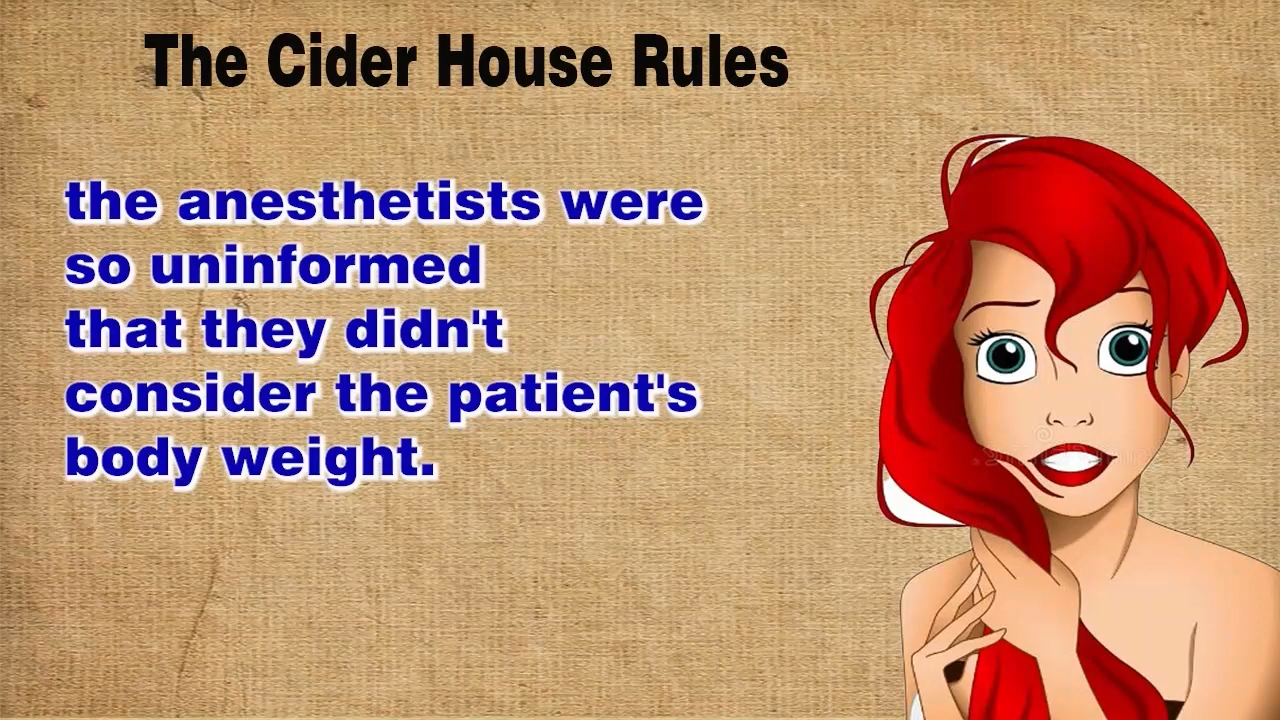 The Cider House Rules
the anesthetists were
so uninformed
that they didn't
consider the patient's
body weight.